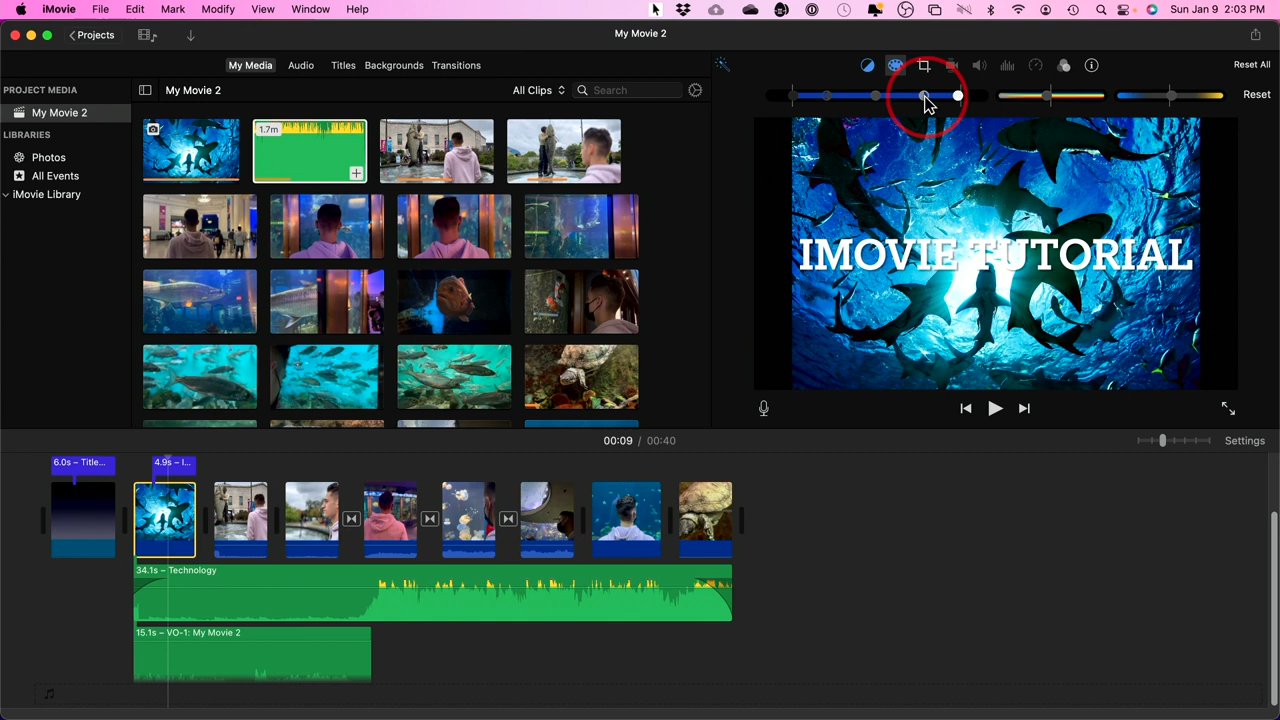 iMovie File Edit Mark Modify View Window Help Sun Jan 9 2:03 PM
Projects My Movie 2
My Media Audio Titles Backgrounds Transitions Reset All
PROJECT MEDIA My Movie 2 All Clips Search Reset
My Movie 2
LIBRARIES
Photos
All Events
iMovie Library
1.7m
IMOVIE TUTORIAL
00:09 / 00:40 Settings
6.0s – Title... 4.9s – I...
34.1s – Technology
15.1s – VO-1: My Movie 2